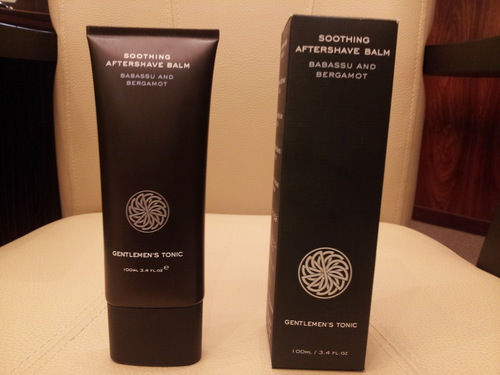 SOOTHING
AFTERSHAVE BALM
BABASSU AND
BERGAMOT
GENTLEMEN'S TONIC
100ML 3.4 FL.OZ ℮
SOOTHING
AFTERSHAVE BALM
BABASSU AND
BERGAMOT
GENTLEMEN'S TONIC
100ML / 3.4 FL.OZ